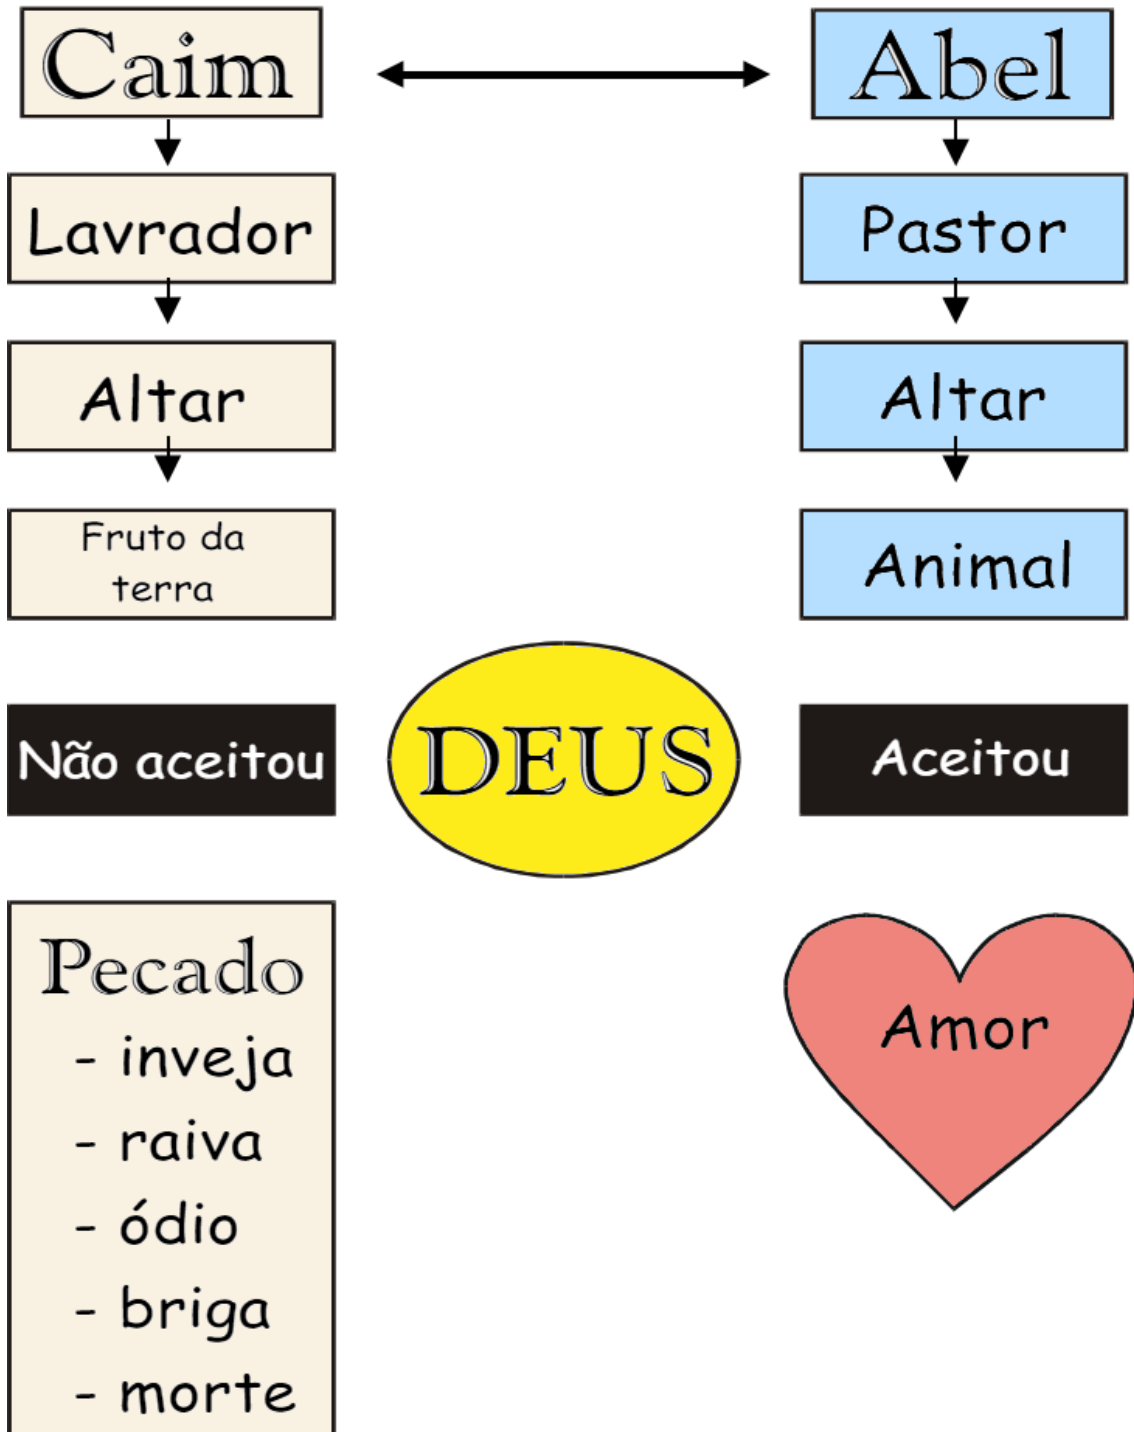 Caim
Abel
Lavrador
Pastor
Altar
Altar
Fruto da
terra
Animal
Não aceitou
DEUS
Aceitou
Pecado
- inveja
- raiva
- ódio
- briga
- morte
Amor